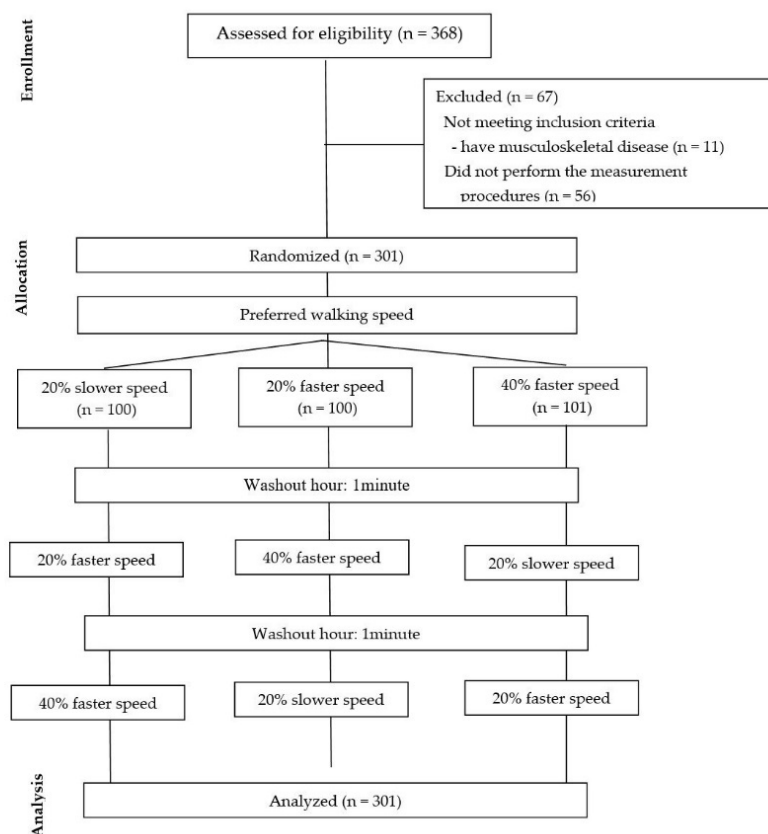 Enrollment
Assessed for eligibility (n = 368)
Excluded (n = 67)
Not meeting inclusion criteria
- have musculoskeletal disease (n = 11)
Did not perform the measurement
procedures (n = 56)
Allocation
Randomized (n = 301)
Preferred walking speed
20% slower speed
(n = 100)
20% faster speed
(n = 100)
40% faster speed
(n = 101)
Washout hour: 1minute
20% faster speed
40% faster speed
20% slower speed
Washout hour: 1minute
40% faster speed
20% slower speed
20% faster speed
Analysis
Analyzed (n = 301)